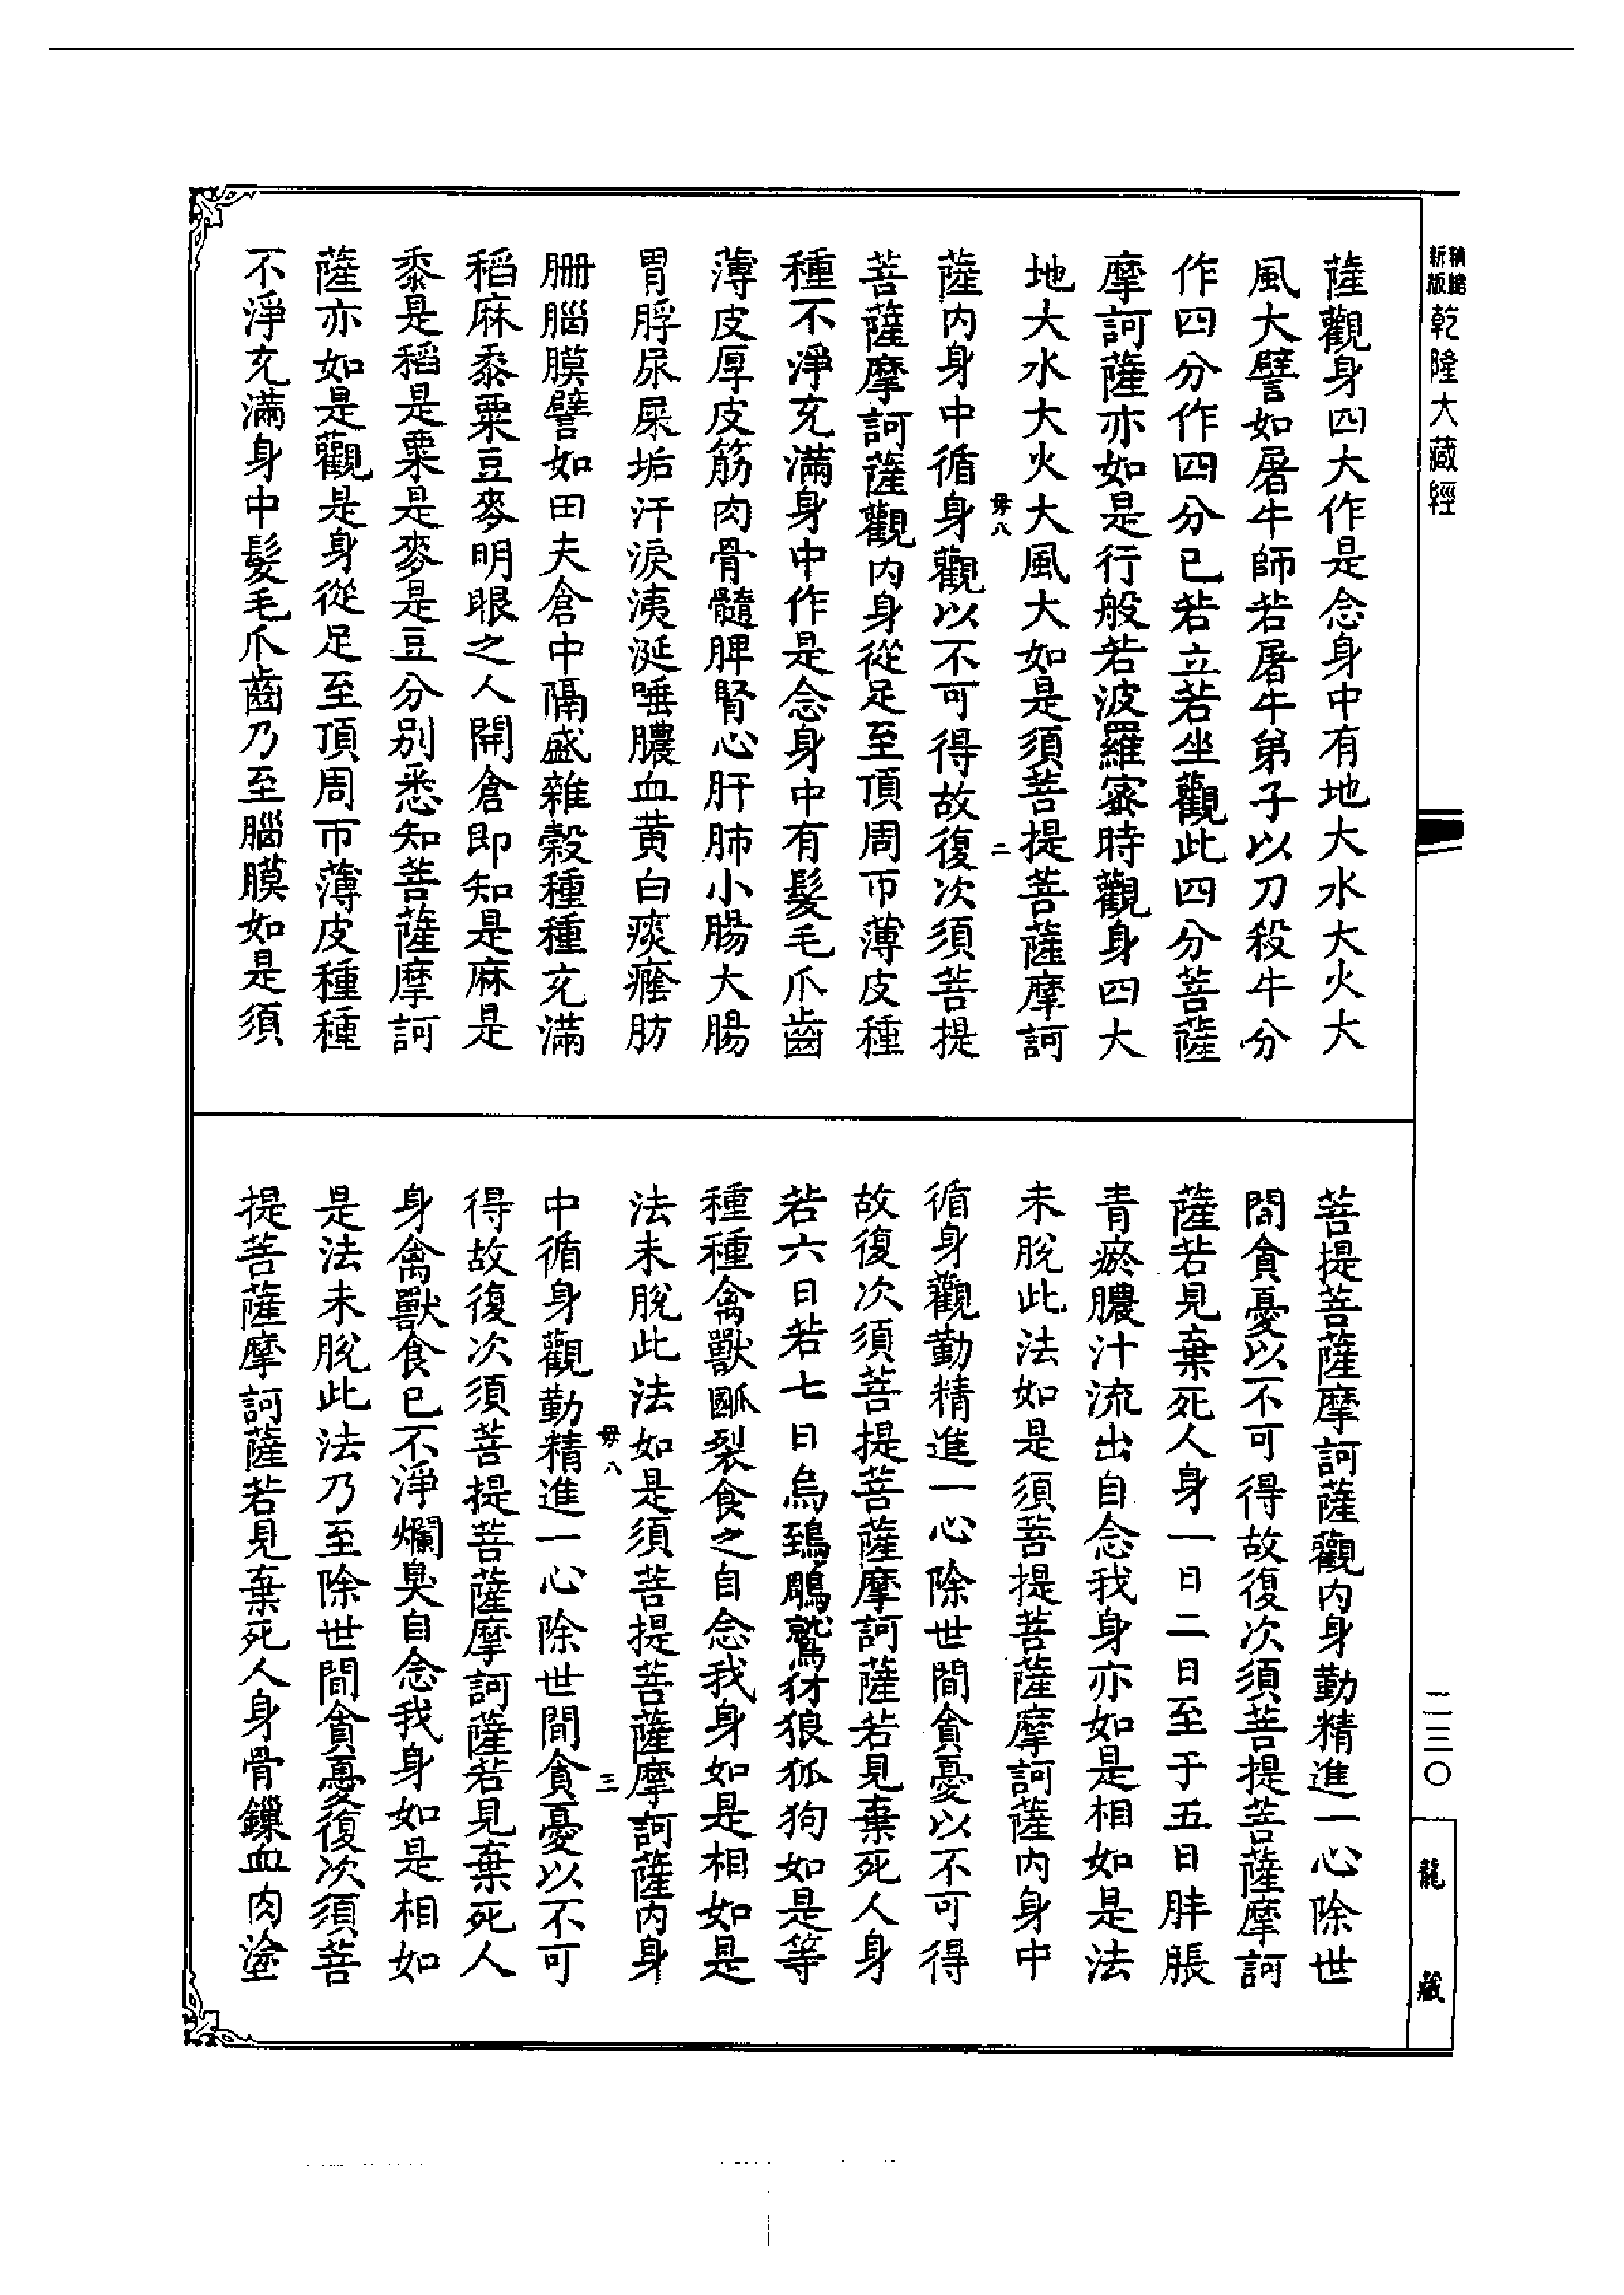 新版
乾隆大藏經
薩觀身四大作是念身中有地大水大火大
風大譬如屠牛師若屠牛弟子以刀殺牛分
作四分作四分已若立若坐觀此四分菩薩
摩訶薩亦如是行般若波羅蜜時觀身四大
地大水大火大風大如是須菩提菩薩摩訶
毋八 二
薩內身中循身觀以不可得故復次須菩提
菩薩摩訶薩觀內身從足至頂周帀薄皮種
種不淨充滿身中作是念身中有髮毛爪齒
薄皮厚皮筋肉骨髓脾腎心肝肺小腸大腸
胃脬尿屎垢汗淚洟涎唾膿血黃白痰癊肪
䏬腦膜譬如田夫倉中隔盛雜穀種種充滿
稻麻黍粟豆麥明眼之人開倉即知是麻是
黍是稻是粟是麥是豆分別悉知菩薩摩訶
薩亦如是觀是身從足至頂周帀薄皮種種
不淨充滿身中髮毛爪齒乃至腦膜如是須
菩提菩薩摩訶薩觀內身勤精進一心除世
間貪憂以不可得故復次須菩提菩薩摩訶
薩若見棄死人身一日二日至于五日胖脹
青瘀膿汁流出自念我身亦如是相如是法
未脫此法如是須菩提菩薩摩訶薩內身中
循身觀勤精進一心除世間貪憂以不可得
故復次須菩提菩薩摩訶薩若見棄死人身
若六日若七日烏鵄鵰鷲犲狼狐狗如是等
種種禽獸𭊌裂食之自念我身如是相如是
法未脫此法如是須菩提菩薩摩訶薩內身
毋八 三
中循身觀勤精進一心除世間貪憂以不可
得故復次須菩提菩薩摩訶薩若見棄死人
身禽獸食已不淨爛臭自念我身如是相如
是法未脫此法乃至除世間貪憂復次須菩
提菩薩摩訶薩若見棄死人身骨鏁血肉塗
二三〇
龍藏